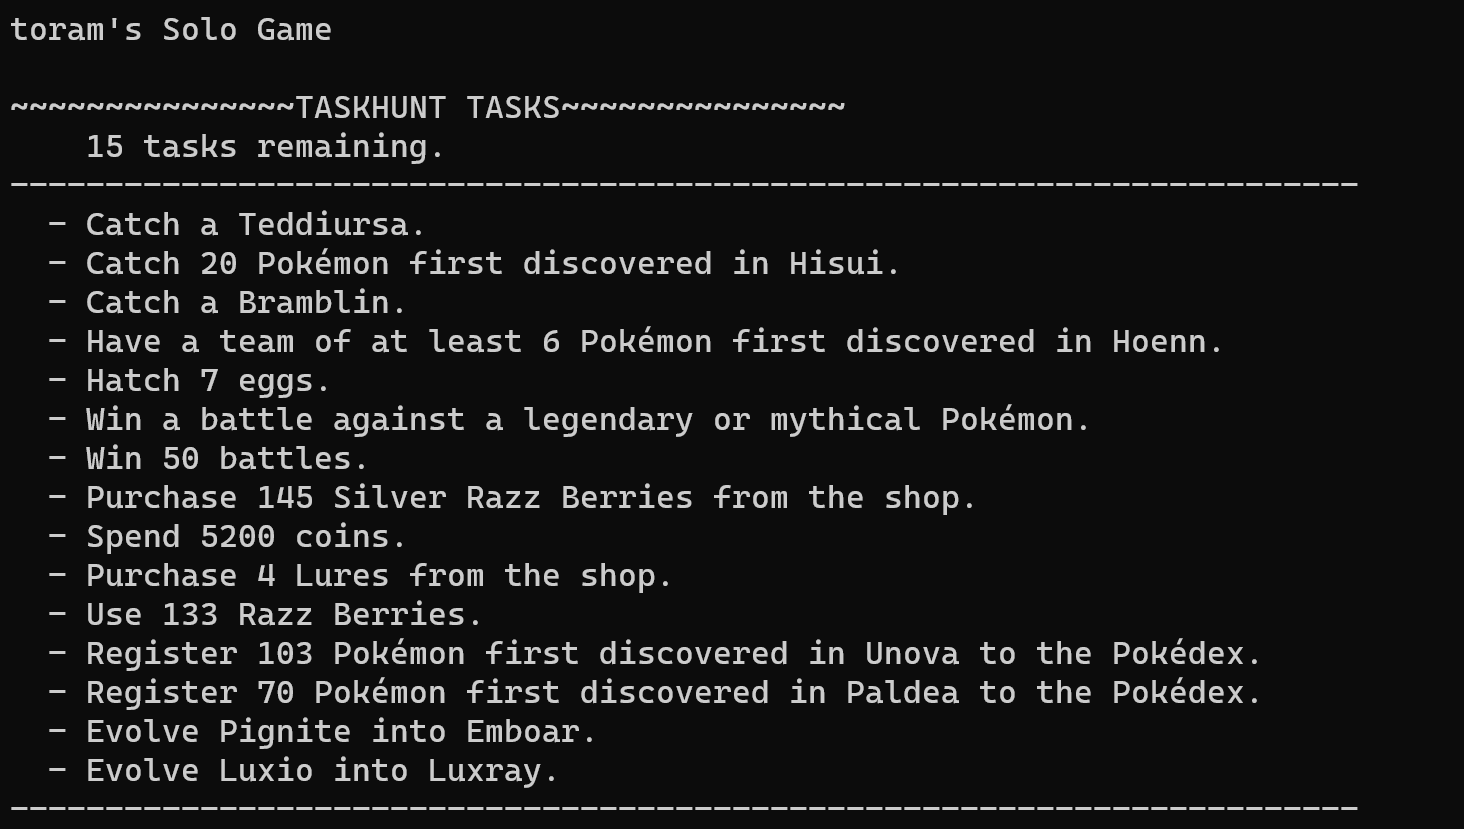 toram's Solo Game
~~~~~~~~~~~~~~~TASKHUNT TASKS~~~~~~~~~~~~~~~
15 tasks remaining.
-----------------------------------------------------------------------
- Catch a Teddiursa.
- Catch 20 Pokémon first discovered in Hisui.
- Catch a Bramblin.
- Have a team of at least 6 Pokémon first discovered in Hoenn.
- Hatch 7 eggs.
- Win a battle against a legendary or mythical Pokémon.
- Win 50 battles.
- Purchase 145 Silver Razz Berries from the shop.
- Spend 5200 coins.
- Purchase 4 Lures from the shop.
- Use 133 Razz Berries.
- Register 103 Pokémon first discovered in Unova to the Pokédex.
- Register 70 Pokémon first discovered in Paldea to the Pokédex.
- Evolve Pignite into Emboar.
- Evolve Luxio into Luxray.
-----------------------------------------------------------------------